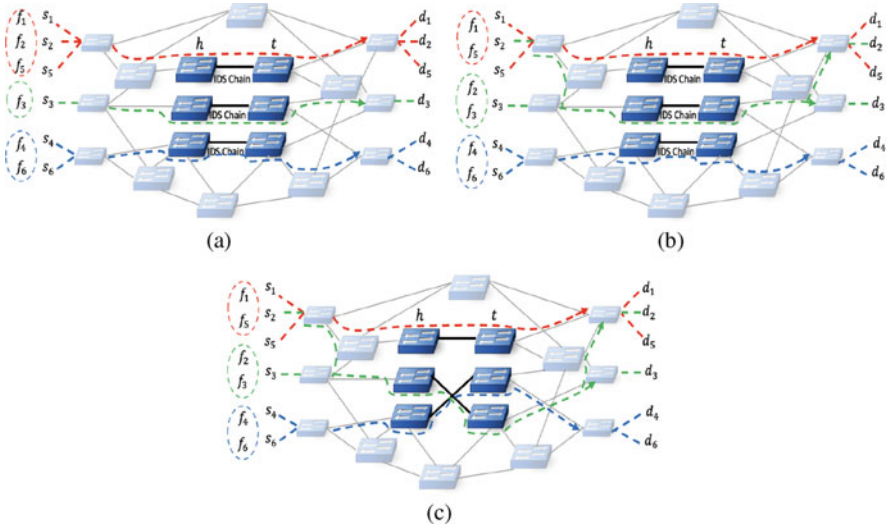 f1 s1
f2 s2
f5 s5
f3 s3
f4 s4
f6 s6
h t
IDS Chain
IDS Chain
IDS Chain
d1
d2
d5
d3
d4
d6
(a)
f1 s1
f5 s2
s5
f2
f3 s3
f4 s4
f6 s6
h t
IDS Chain
IDS Chain
IDS Chain
d1
d2
d5
d3
d4
d6
(b)
f1 s1
s2
f5
s5
f2
s3
f3
f4 s4
f6 s6
h t
d1
d2
d5
d3
d4
d6
(c)